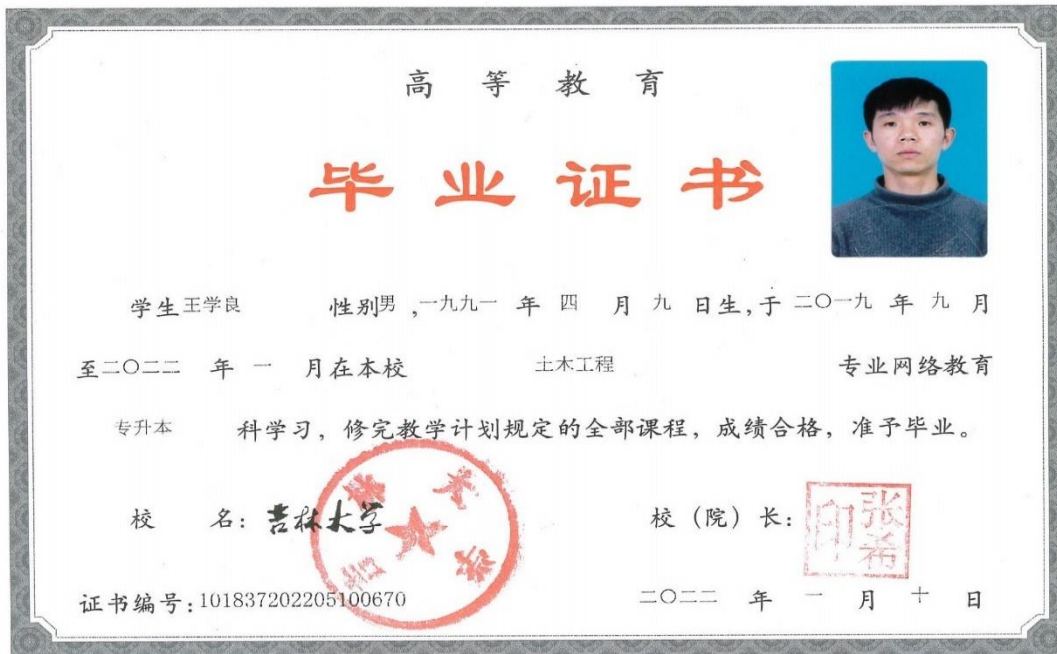 高等教育
毕业证书
学生王学良 性别男,一九九一年四月九日生,于二〇一九年九月
至二〇二二年一月在本校 土木工程 专业网络教育
专升本 科学习，修完教学计划规定的全部课程，成绩合格，准予毕业。
校 名：吉林大学 校（院）长：
吉林大学
张希印
证书编号：101837202205100670 二〇二二年一月十日